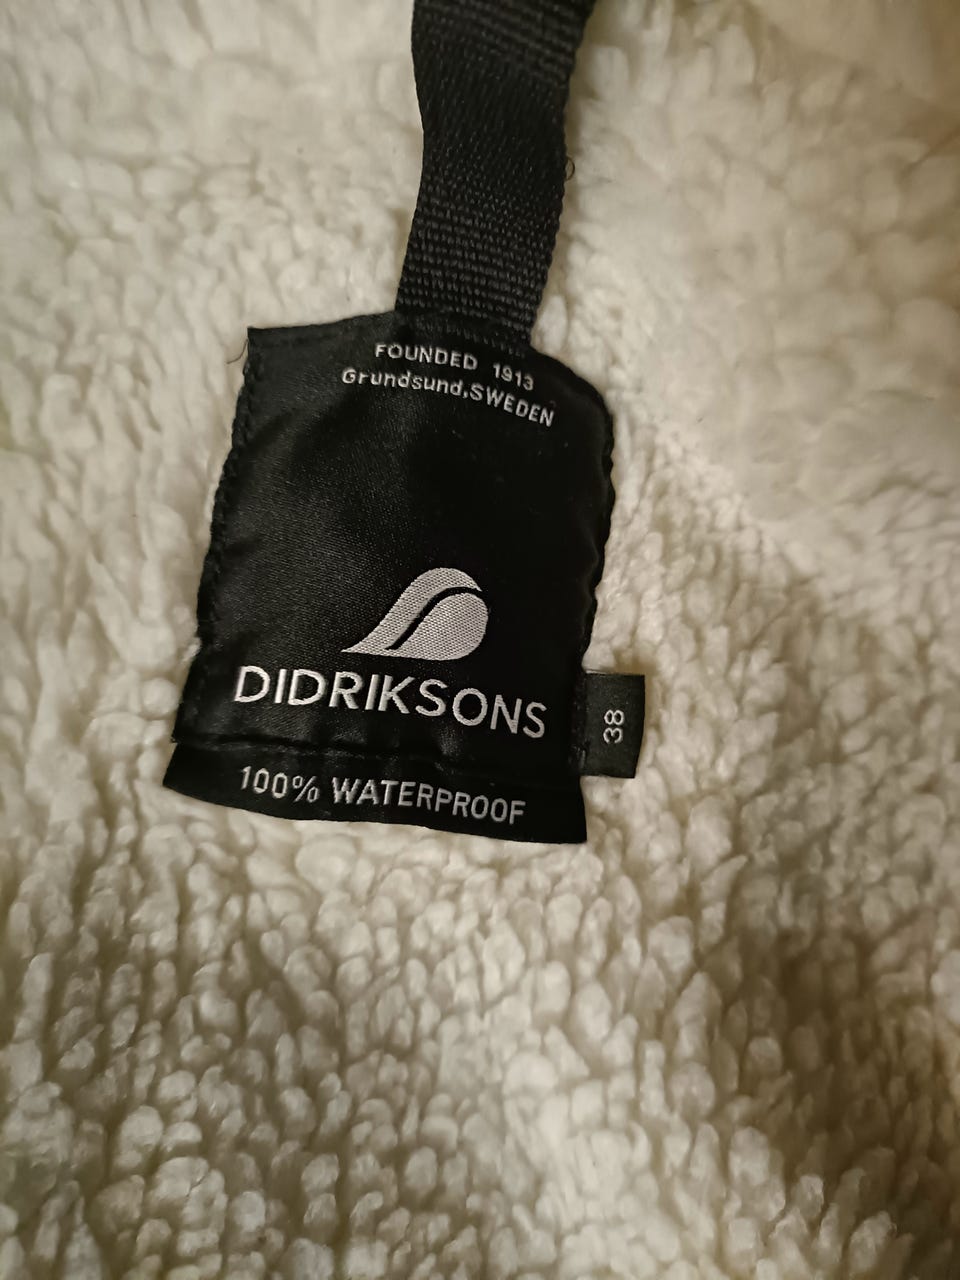 FOUNDED 1913
Grundsund,SWEDEN
DIDRIKSONS
38
100% WATERPROOF